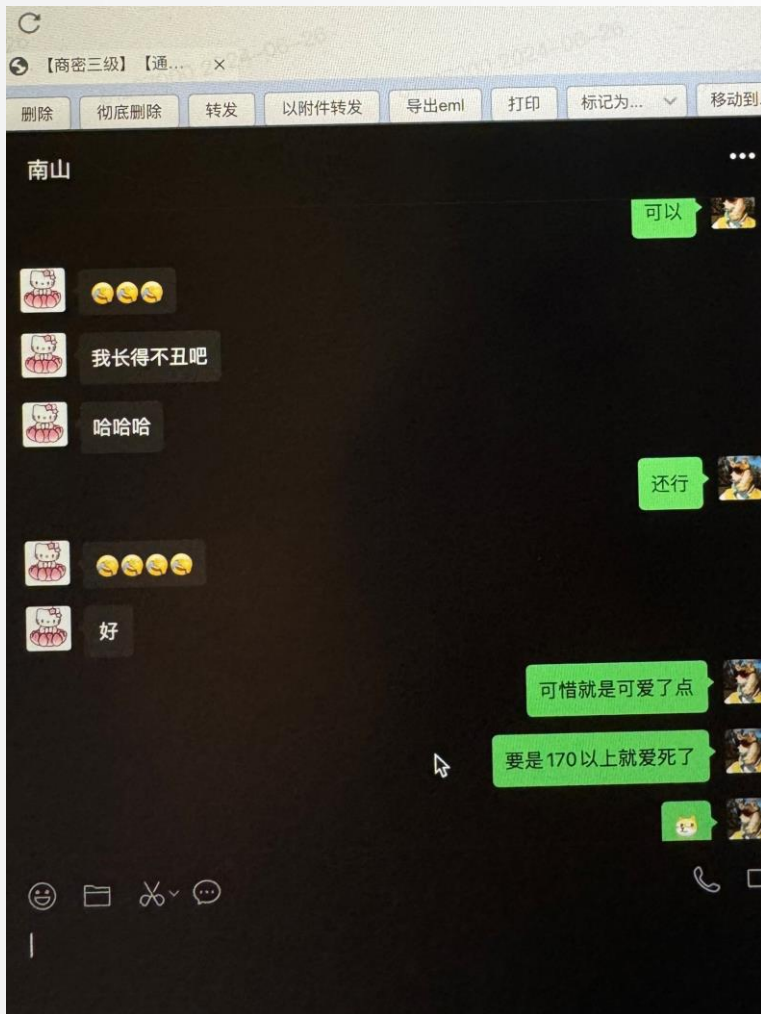 2024-06-26
【商密三级】【通...
删除 彻底删除 转发 以附件转发 导出eml 打印 标记为... 移动到...
南山
可以
我长得不丑吧
哈哈哈
还行
好
可惜就是可爱了点
要是170以上就爱死了